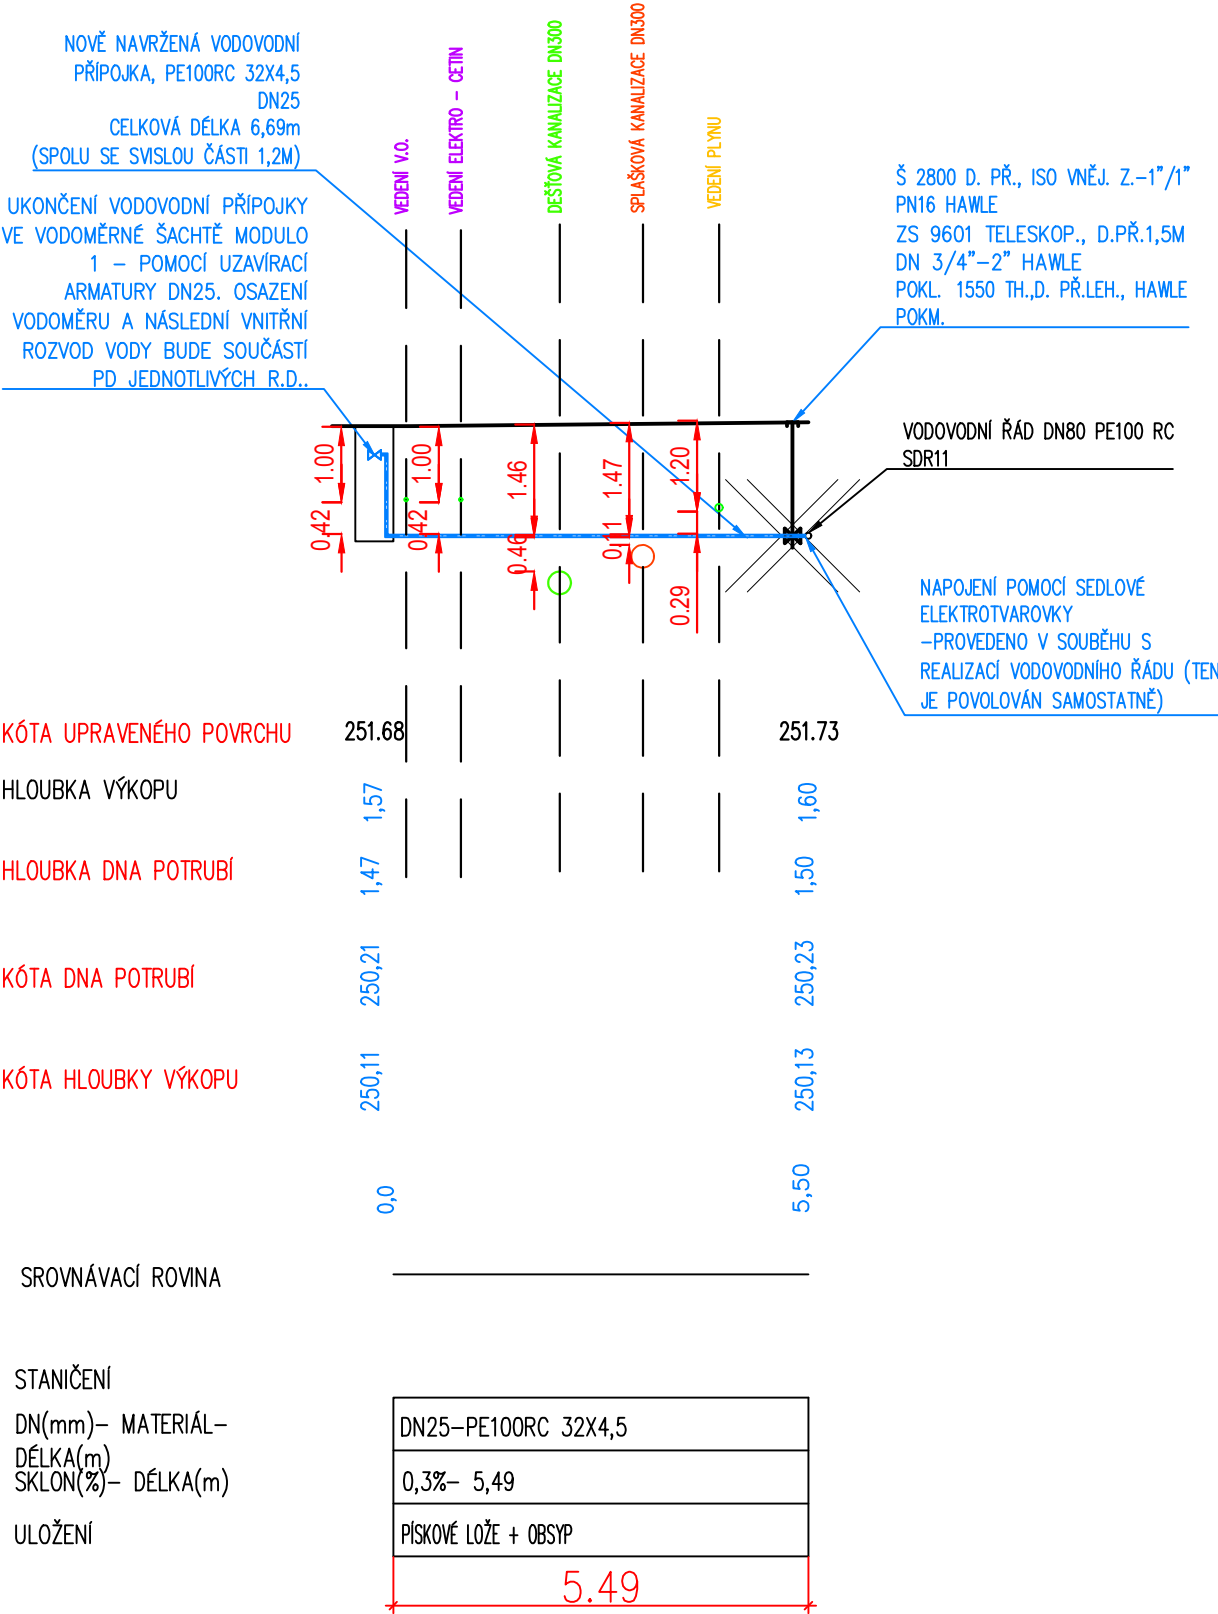 NOVĚ NAVRŽENÁ VODOVODNÍ
PŘÍPOJKA, PE100RC 32X4,5
DN25
CELKOVÁ DÉLKA 6,69m
(SPOLU SE SVISLOU ČÁSTI 1,2M)
UKONČENÍ VODOVODNÍ PŘÍPOJKY
VE VODOMĚRNÉ ŠACHTĚ MODULO
1 – POMOCÍ UZAVÍRACÍ
ARMATURY DN25. OSAZENÍ
VODOMĚRU A NÁSLEDNÍ VNITŘNÍ
ROZVOD VODY BUDE SOUČÁSTÍ
PD JEDNOTLIVÝCH R.D..
VEDENÍ V.O.
VEDENÍ ELEKTRO – CETIN
DEŠŤOVÁ KANALIZACE DN300
SPLAŠKOVÁ KANALIZACE DN300
VEDENÍ PLYNU
Š 2800 D. PŘ., ISO VNĚJ. Z.–1"/1"
PN16 HAWLE
ZS 9601 TELESKOP., D.PŘ.1,5M
DN 3/4"–2" HAWLE
POKL. 1550 TH.,D. PŘ.LEH., HAWLE
POKM.
VODOVODNÍ ŘÁD DN80 PE100 RC
SDR11
1.00
0.42
1.00
0.42
1.46
0.46
1.47
0.11
1.20
0.29
NAPOJENÍ POMOCÍ SEDLOVÉ
ELEKTROTVAROVKY
–PROVEDENO V SOUBĚHU S
REALIZACÍ VODOVODNÍHO ŘÁDU (TEN
JE POVOLOVÁN SAMOSTATNĚ)
KÓTA UPRAVENÉHO POVRCHU 251.68 251.73
HLOUBKA VÝKOPU 1,57 1,60
HLOUBKA DNA POTRUBÍ 1,47 1,50
KÓTA DNA POTRUBÍ 250,21 250,23
KÓTA HLOUBKY VÝKOPU 250,11 250,13
0,0 5,50
SROVNÁVACÍ ROVINA
STANIČENÍ
DN(mm)– MATERIÁL–
DÉLKA(m)
DN25–PE100RC 32X4,5
SKLON(%)– DÉLKA(m) 0,3%– 5,49
ULOŽENÍ PÍSKOVÉ LOŽE + OBSYP
5.49